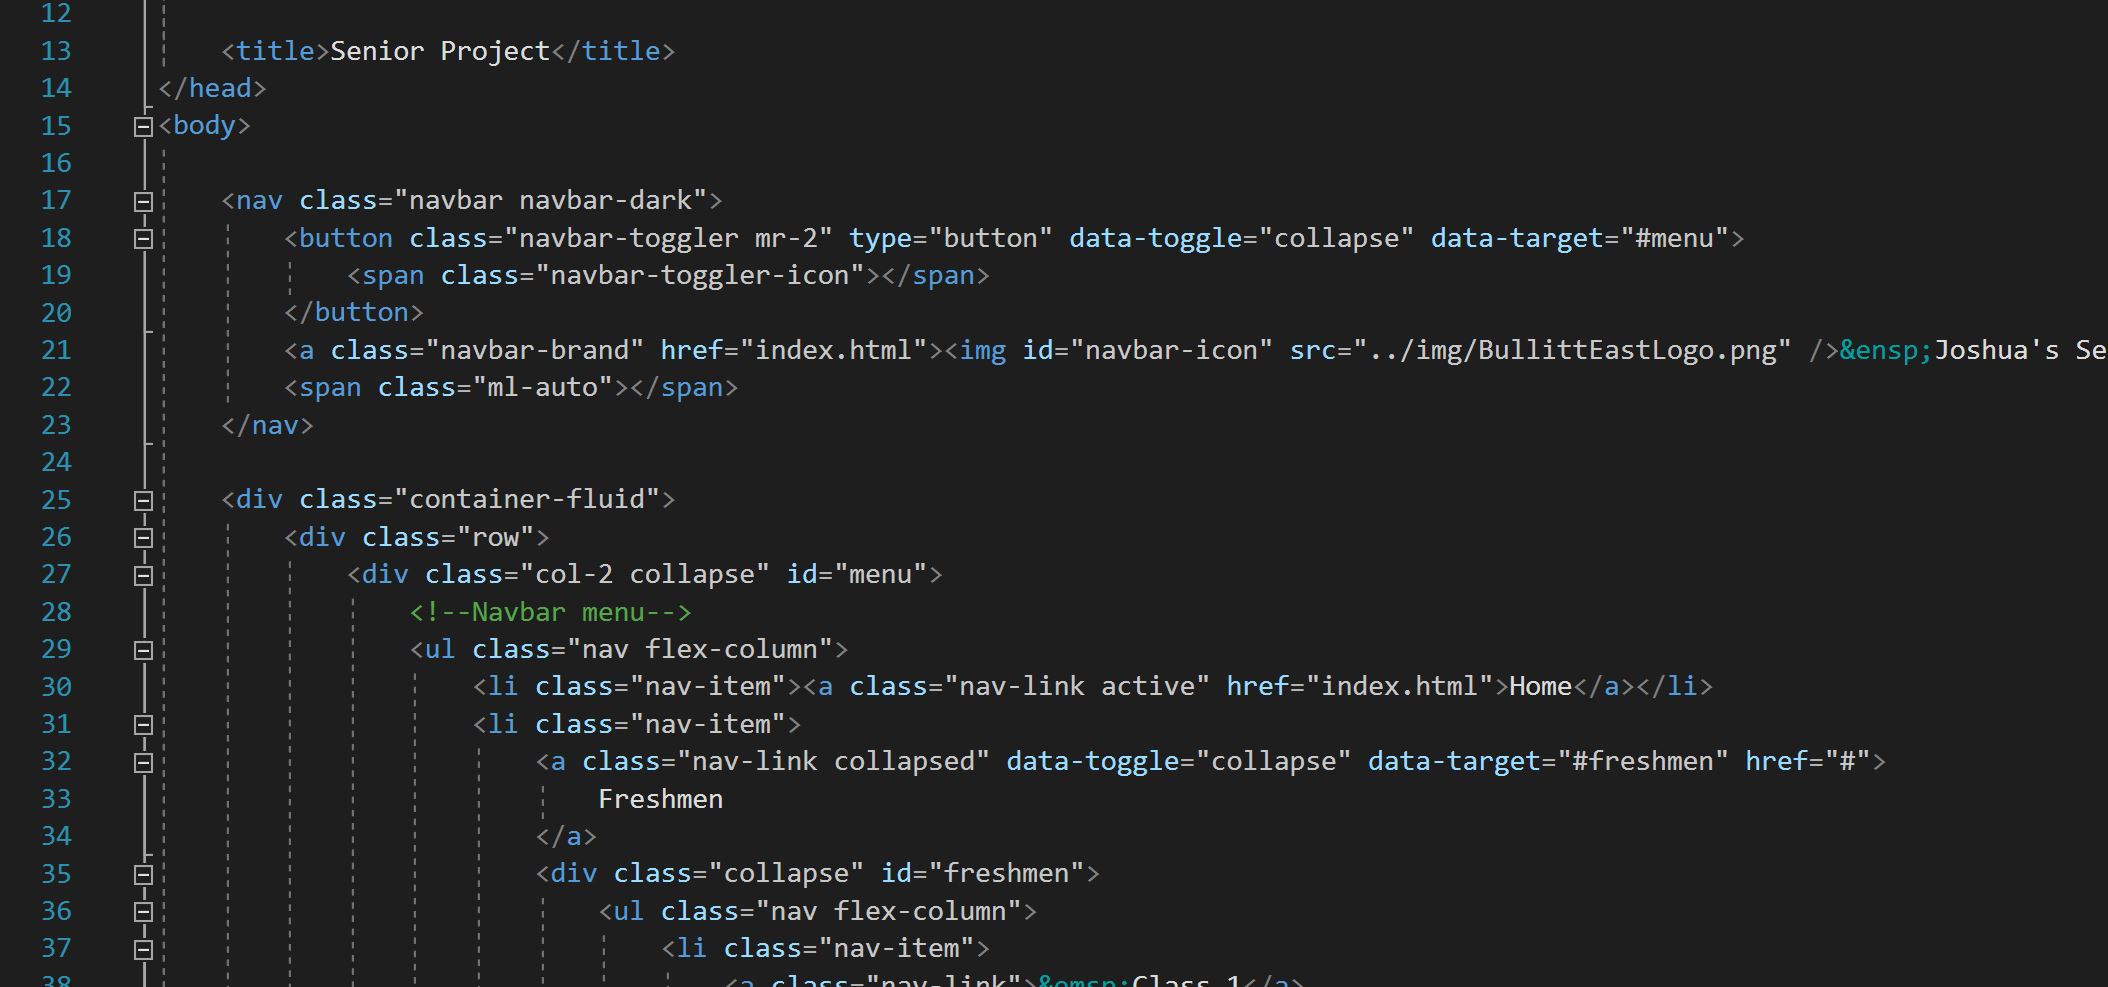 12
13 <title>Senior Project</title>
14 </head>
15 <body>
16
17 <nav class="navbar navbar-dark">
18 <button class="navbar-toggler mr-2" type="button" data-toggle="collapse" data-target="#menu">
19 <span class="navbar-toggler-icon"></span>
20 </button>
21 <a class="navbar-brand" href="index.html"><img id="navbar-icon" src="../img/BullittEastLogo.png" />&ensp;Joshua's Se
22 <span class="ml-auto"></span>
23 </nav>
24
25 <div class="container-fluid">
26 <div class="row">
27 <div class="col-2 collapse" id="menu">
28 <!--Navbar menu-->
29 <ul class="nav flex-column">
30 <li class="nav-item"><a class="nav-link active" href="index.html">Home</a></li>
31 <li class="nav-item">
32 <a class="nav-link collapsed" data-toggle="collapse" data-target="#freshmen" href="#">
33 Freshmen
34 </a>
35 <div class="collapse" id="freshmen">
36 <ul class="nav flex-column">
37 <li class="nav-item">
38 <a class="nav-link">&emsp;Class 1</a>